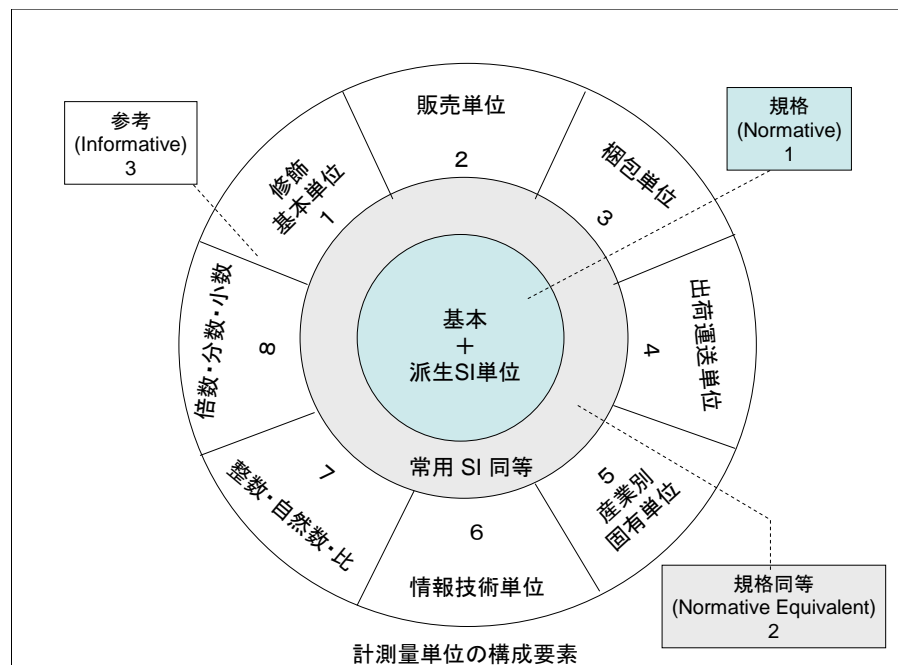 参考
(Informative)
3
規格
(Normative)
1
販売単位
2
修飾
基本単位
1
梱包単位
3
出荷運送単位
4
倍数・分数・小数
8
基本
＋
派生SI単位
常用 SI 同等
整数・自然数・比
7
情報技術単位
6
5
産業別
固有単位
規格同等
(Normative Equivalent)
2
計測量単位の構成要素